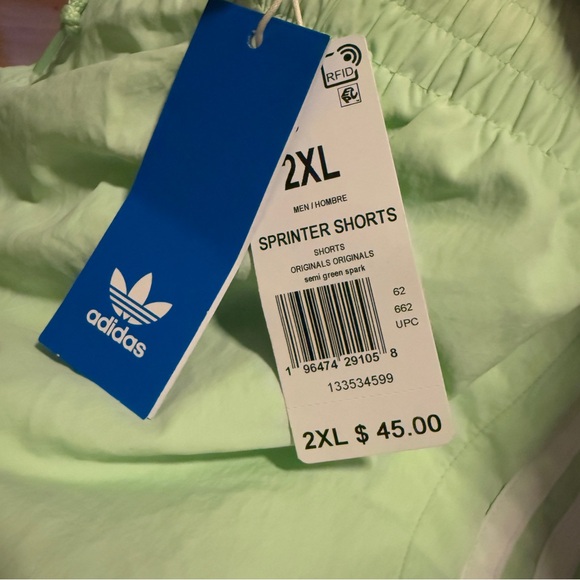 adidas
RFID
2XL
MEN / HOMBRE
SPRINTER SHORTS
SHORTS
ORIGINALS ORIGINALS
semi green spark
62
662
UPC
1 96474 29105 8
133534599
2XL $ 45.00